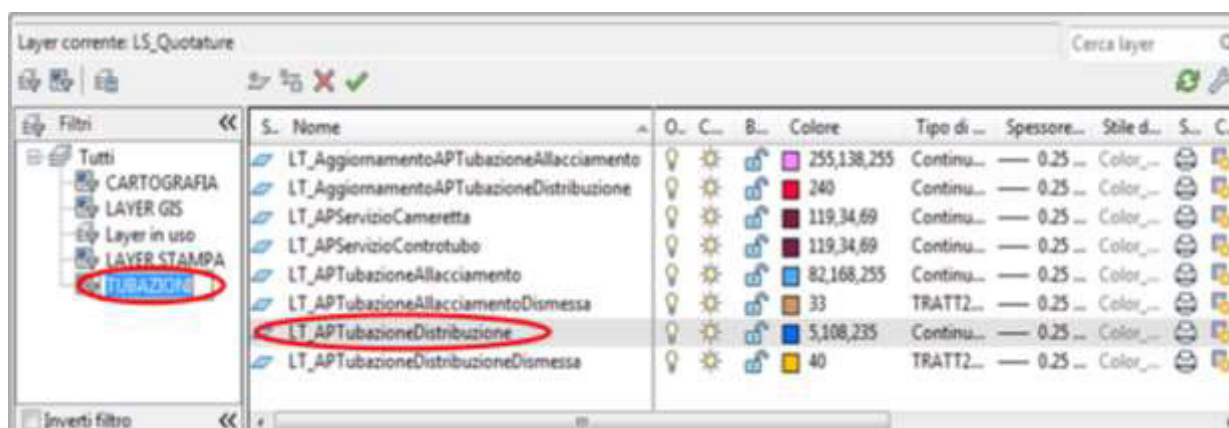 Layer corrente: LS_Quotature
Cerca layer
Filtri
Tutti
CARTOGRAFIA
LAYER GIS
Layer in uso
LAYER STAMPA
TUBAZIONI
Inverti filtro
S.. Nome O.. C... B... Colore Tipo di ... Spessore... Stile d... S... C
LT_AggiornamentoAPTubazioneAllacciamento 255,138,255 Continu... 0.25 ... Color_...
LT_AggiornamentoAPTubazioneDistribuzione 240 Continu... 0.25 ... Color_...
LT_APServizioCameretta 119,34,69 Continu... 0.25 ... Color_...
LT_APServizioControtubo 119,34,69 Continu... 0.25 ... Color_...
LT_APTubazioneAllacciamento 82,168,255 Continu... 0.25 ... Color_...
LT_APTubazioneAllacciamentoDismessa 33 TRATT2... 0.25 ... Color_...
LT_APTubazioneDistribuzione 5,108,235 Continu... 0.25 ... Color_...
LT_APTubazioneDistribuzioneDismessa 40 TRATT2... 0.25 ... Color_...